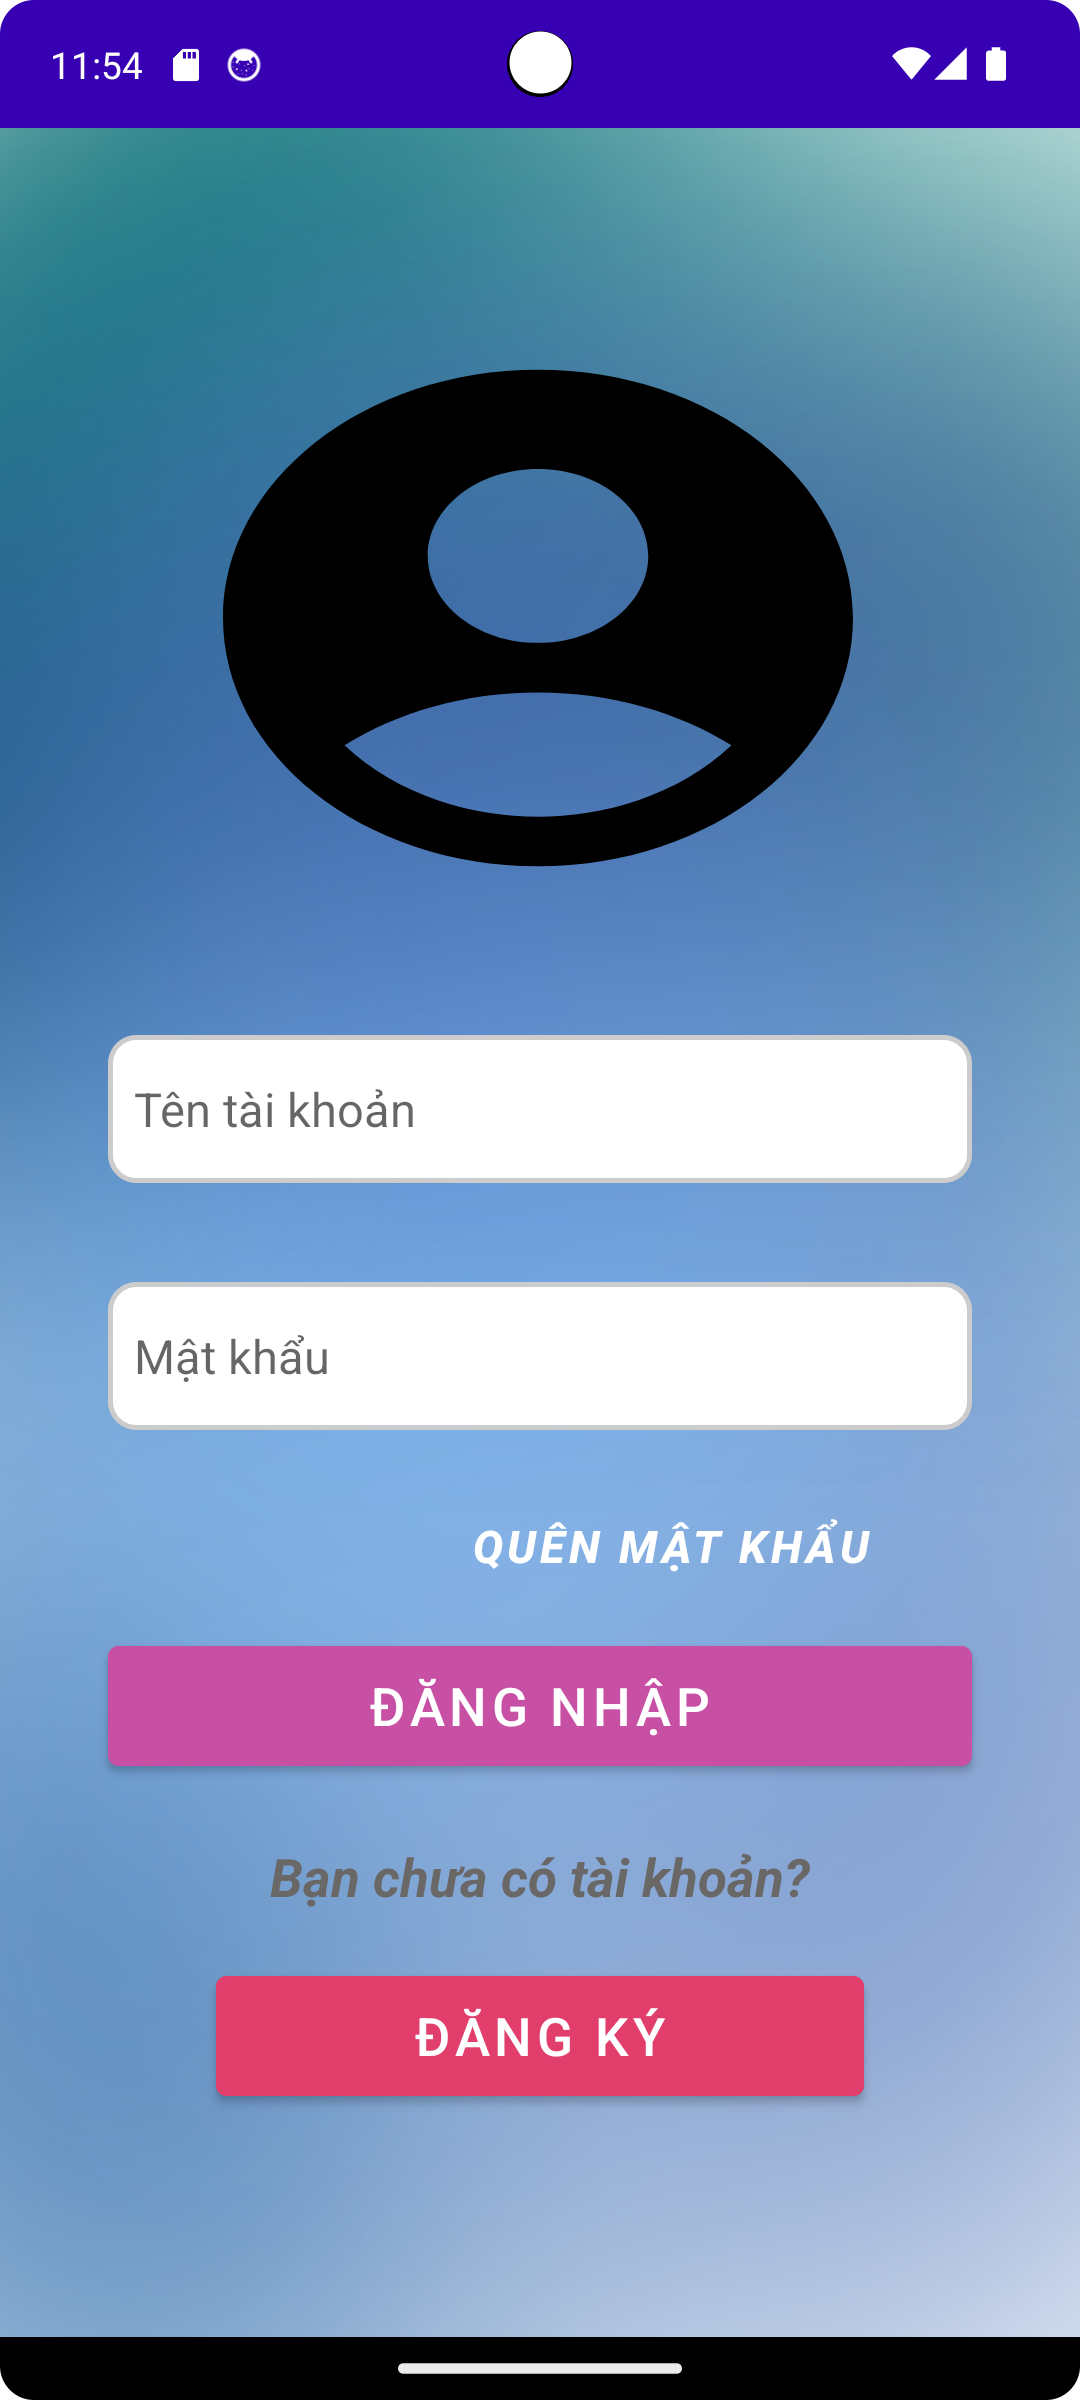 11:54
Tên tài khoản
Mật khẩu
QUÊN MẬT KHẨU
ĐĂNG NHẬP
Bạn chưa có tài khoản?
ĐĂNG KÝ